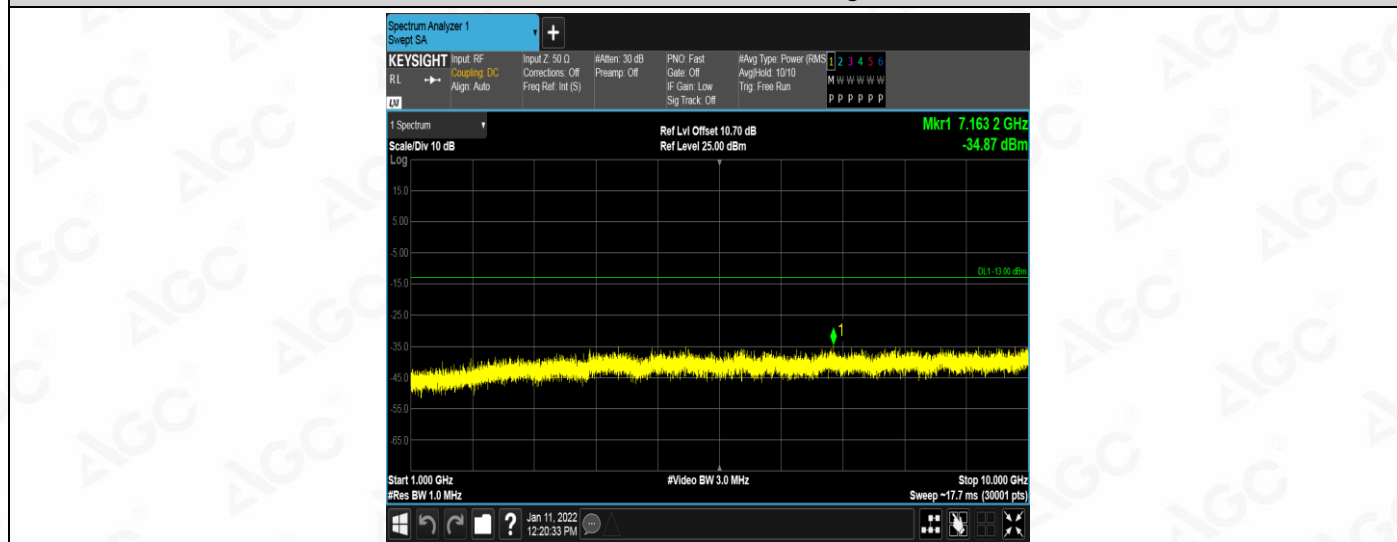 Spectrum Analyzer 1
Swept SA
+
KEYSIGHT
RL
LXI
Input: RF
Coupling: DC
Align: Auto
Input Z: 50 Ω
Corrections: Off
Freq Ref: Int (S)
#Atten: 30 dB
Preamp: Off
PNO: Fast
Gate: Off
IF Gain: Low
Sig Track: Off
#Avg Type: Power (RMS
Avg|Hold: 10/10
Trig: Free Run
1 2 3 4 5 6
M W W W W W
P P P P P P
1 Spectrum
Scale/Div 10 dB
Ref Lvl Offset 10.70 dB
Ref Level 25.00 dBm
Mkr1 7.163 2 GHz
-34.87 dBm
Log
15.0
5.00
-5.00
DL1 -13.00 dBm
-15.0
-25.0
1
-35.0
-45.0
-55.0
-65.0
Start 1.000 GHz
#Res BW 1.0 MHz
#Video BW 3.0 MHz
Stop 10.000 GHz
Sweep ~17.7 ms (30001 pts)
?
Jan 11, 2022
12:20:33 PM
AGC